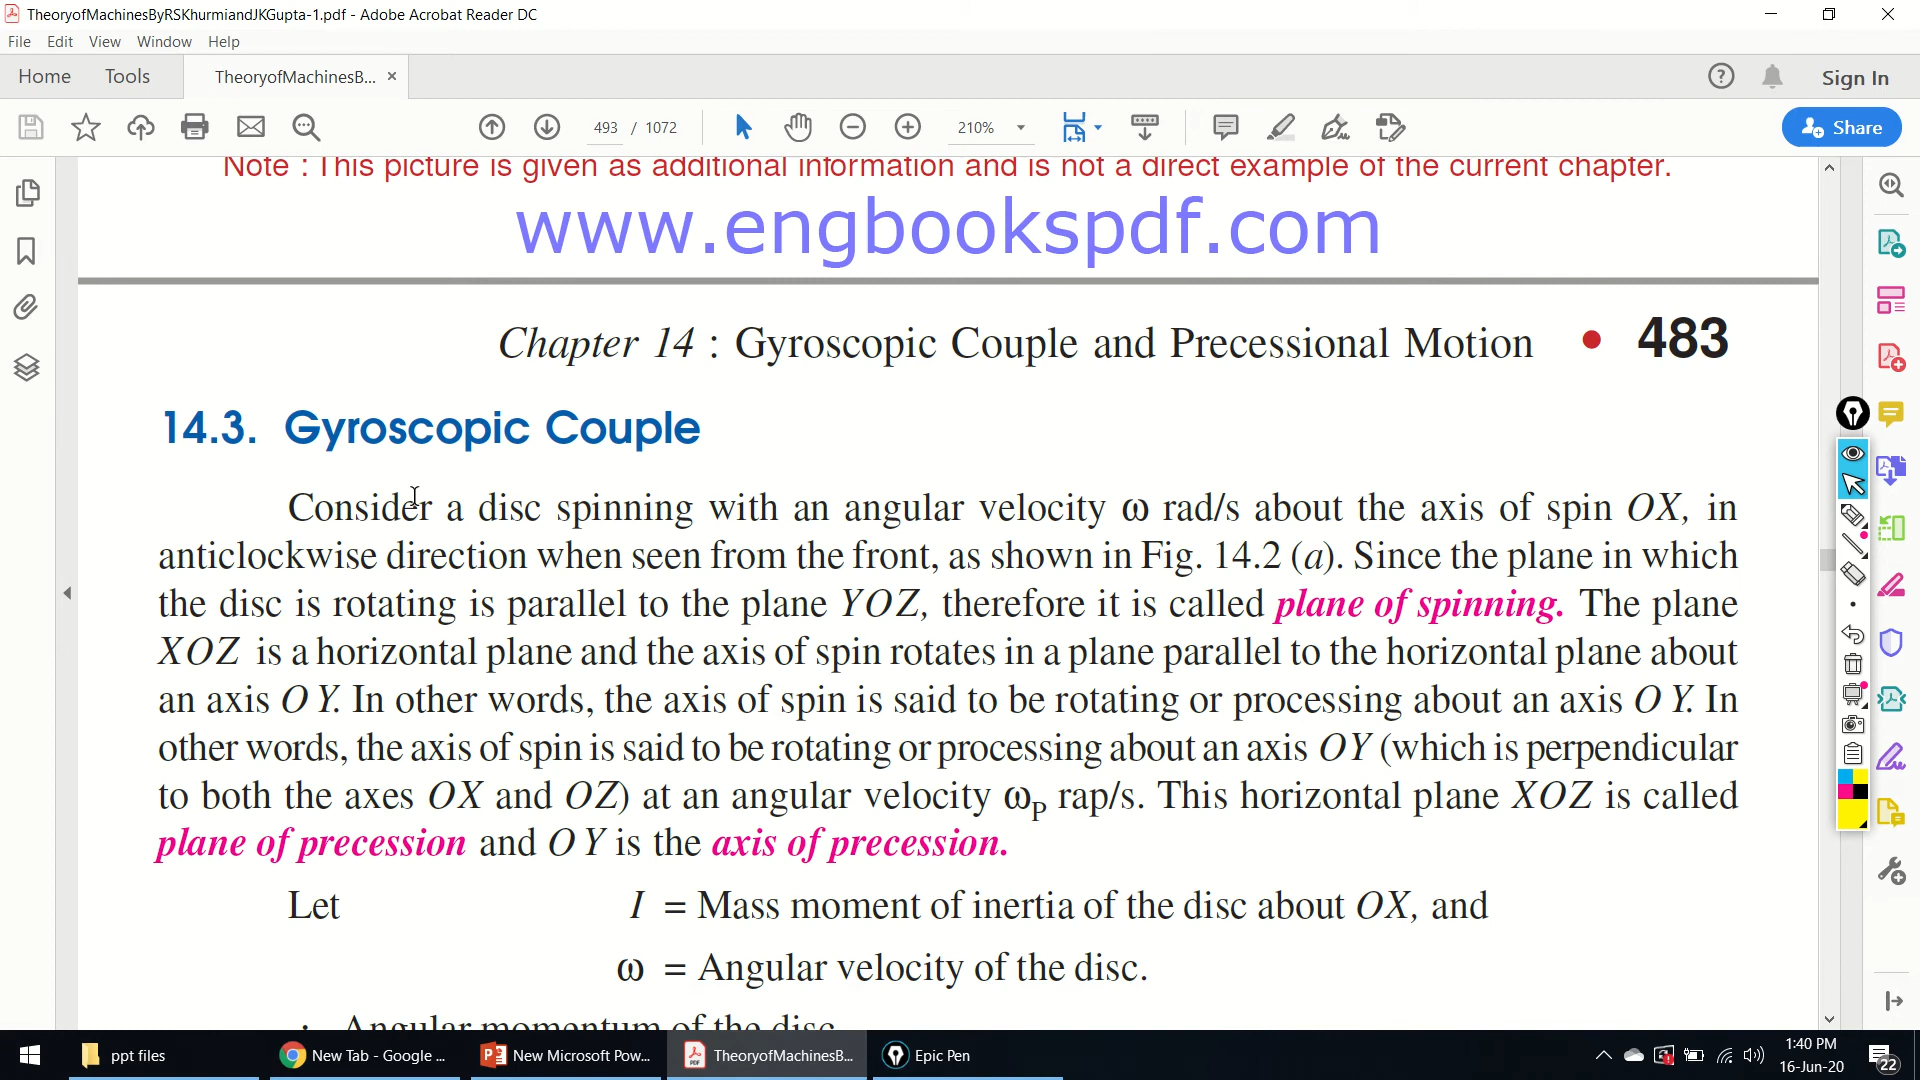 TheoryofMachinesByRSKhurmiandJKGupta-1.pdf - Adobe Acrobat Reader DC
File Edit View Window Help
Home Tools TheoryofMachinesB... × Sign In
493 / 1072 210% Share
Note : This picture is given as additional information and is not a direct example of the current chapter.
www.engbookspdf.com
Chapter 14 : Gyroscopic Couple and Precessional Motion • 483
14.3. Gyroscopic Couple
Consider a disc spinning with an angular velocity ω rad/s about the axis of spin OX, in
anticlockwise direction when seen from the front, as shown in Fig. 14.2 (a). Since the plane in which
the disc is rotating is parallel to the plane YOZ, therefore it is called plane of spinning. The plane
XOZ is a horizontal plane and the axis of spin rotates in a plane parallel to the horizontal plane about
an axis O Y. In other words, the axis of spin is said to be rotating or processing about an axis O Y. In
other words, the axis of spin is said to be rotating or processing about an axis OY (which is perpendicular
to both the axes OX and OZ) at an angular velocity ωP rap/s. This horizontal plane XOZ is called
plane of precession and O Y is the axis of precession.
Let I = Mass moment of inertia of the disc about OX, and
ω = Angular velocity of the disc.
∴ Angular momentum of the disc
ppt files New Tab - Google ... New Microsoft Pow... TheoryofMachinesB... Epic Pen
1:40 PM
16-Jun-20
22